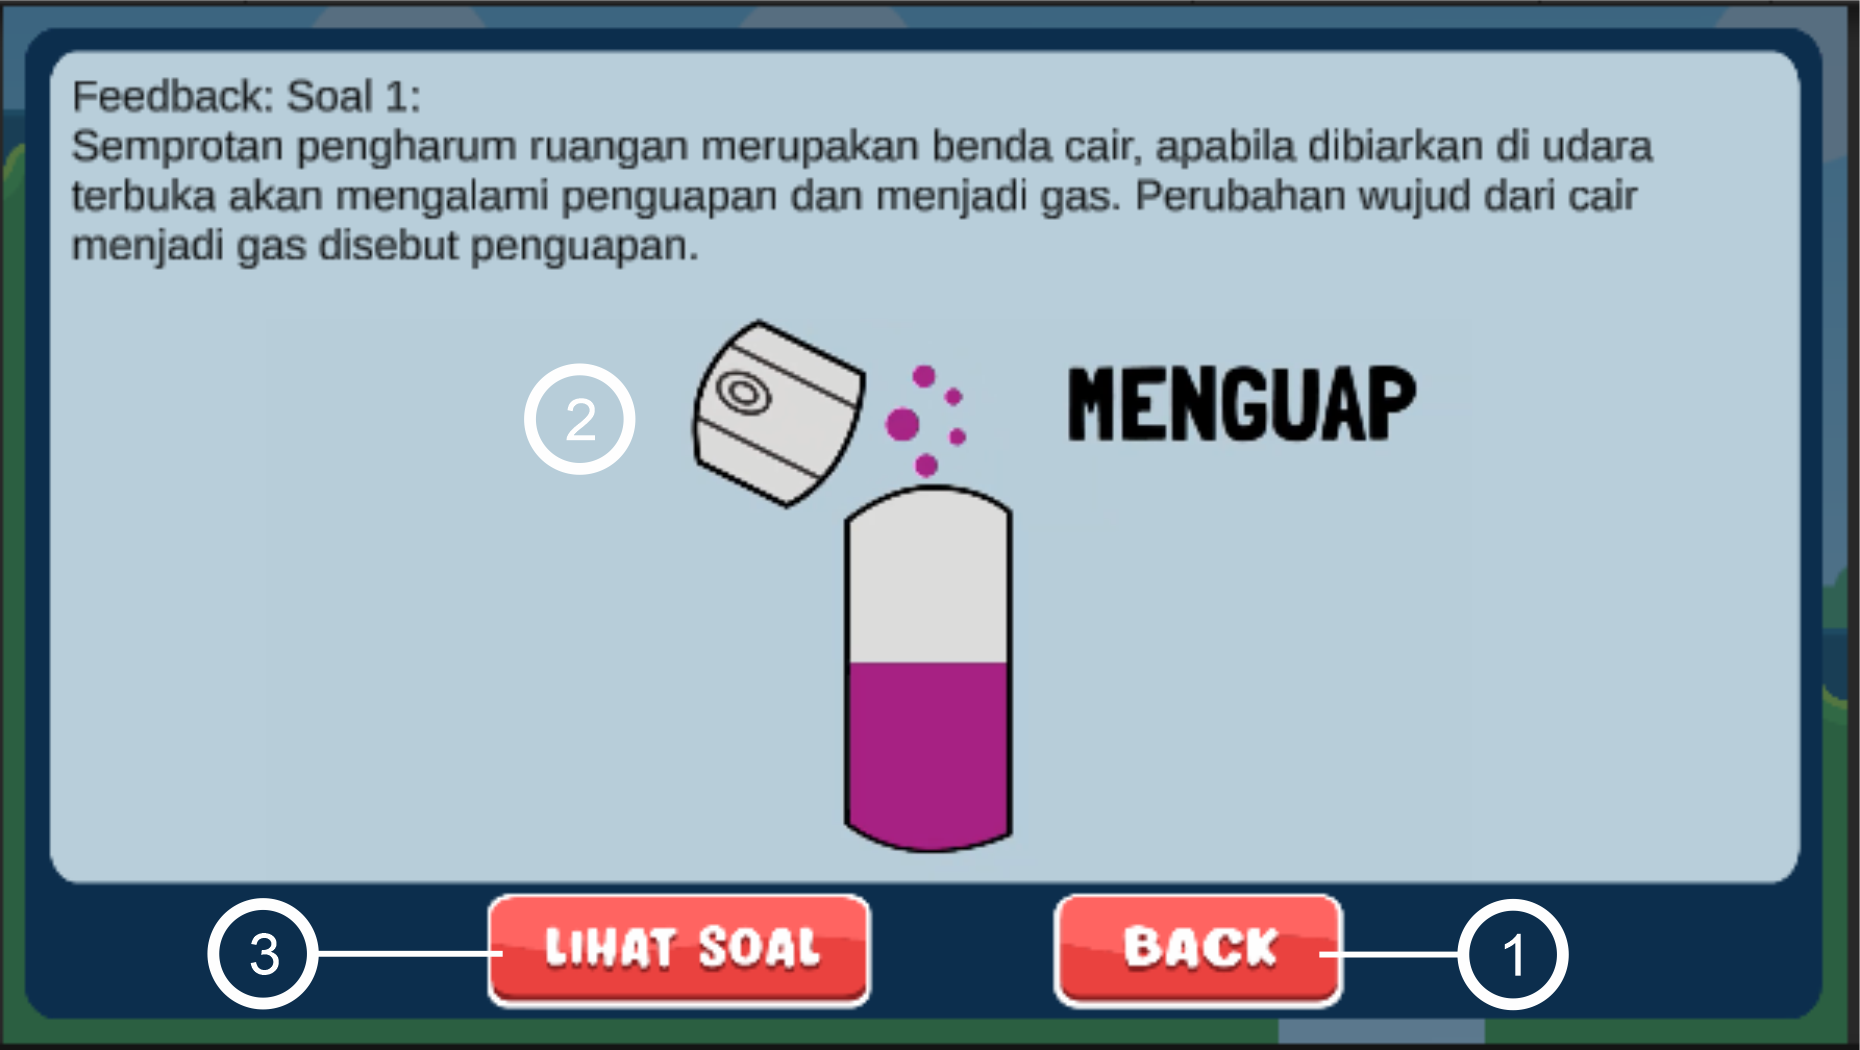 Feedback: Soal 1:
Semprotan pengharum ruangan merupakan benda cair, apabila dibiarkan di udara
terbuka akan mengalami penguapan dan menjadi gas. Perubahan wujud dari cair
menjadi gas disebut penguapan.
2
MENGUAP
3
LIHAT SOAL
BACK
1